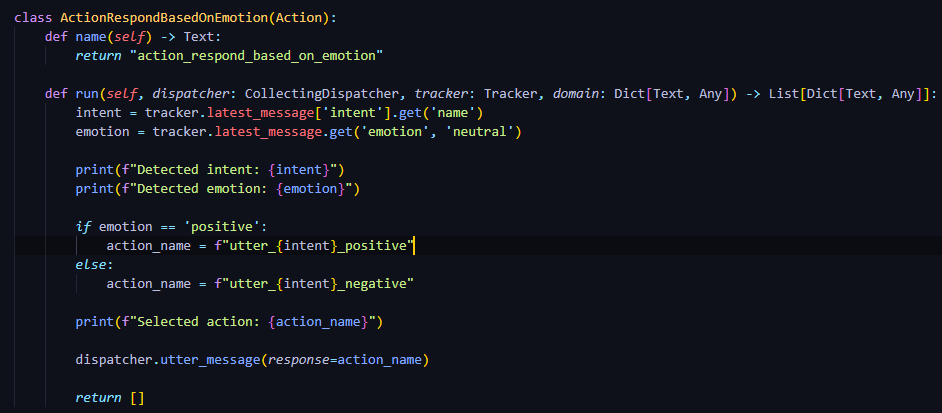 class ActionRespondBasedOnEmotion(Action):
    def name(self) -> Text:
        return "action_respond_based_on_emotion"
    def run(self, dispatcher: CollectingDispatcher, tracker: Tracker, domain: Dict[Text, Any]) -> List[Dict[Text, Any]]:
        intent = tracker.latest_message['intent'].get('name')
        emotion = tracker.latest_message.get('emotion', 'neutral')
        print(f"Detected intent: {intent}")
        print(f"Detected emotion: {emotion}")
        if emotion == 'positive':
            action_name = f"utter_{intent}_positive"
        else:
            action_name = f"utter_{intent}_negative"
        print(f"Selected action: {action_name}")
        dispatcher.utter_message(response=action_name)
        return []